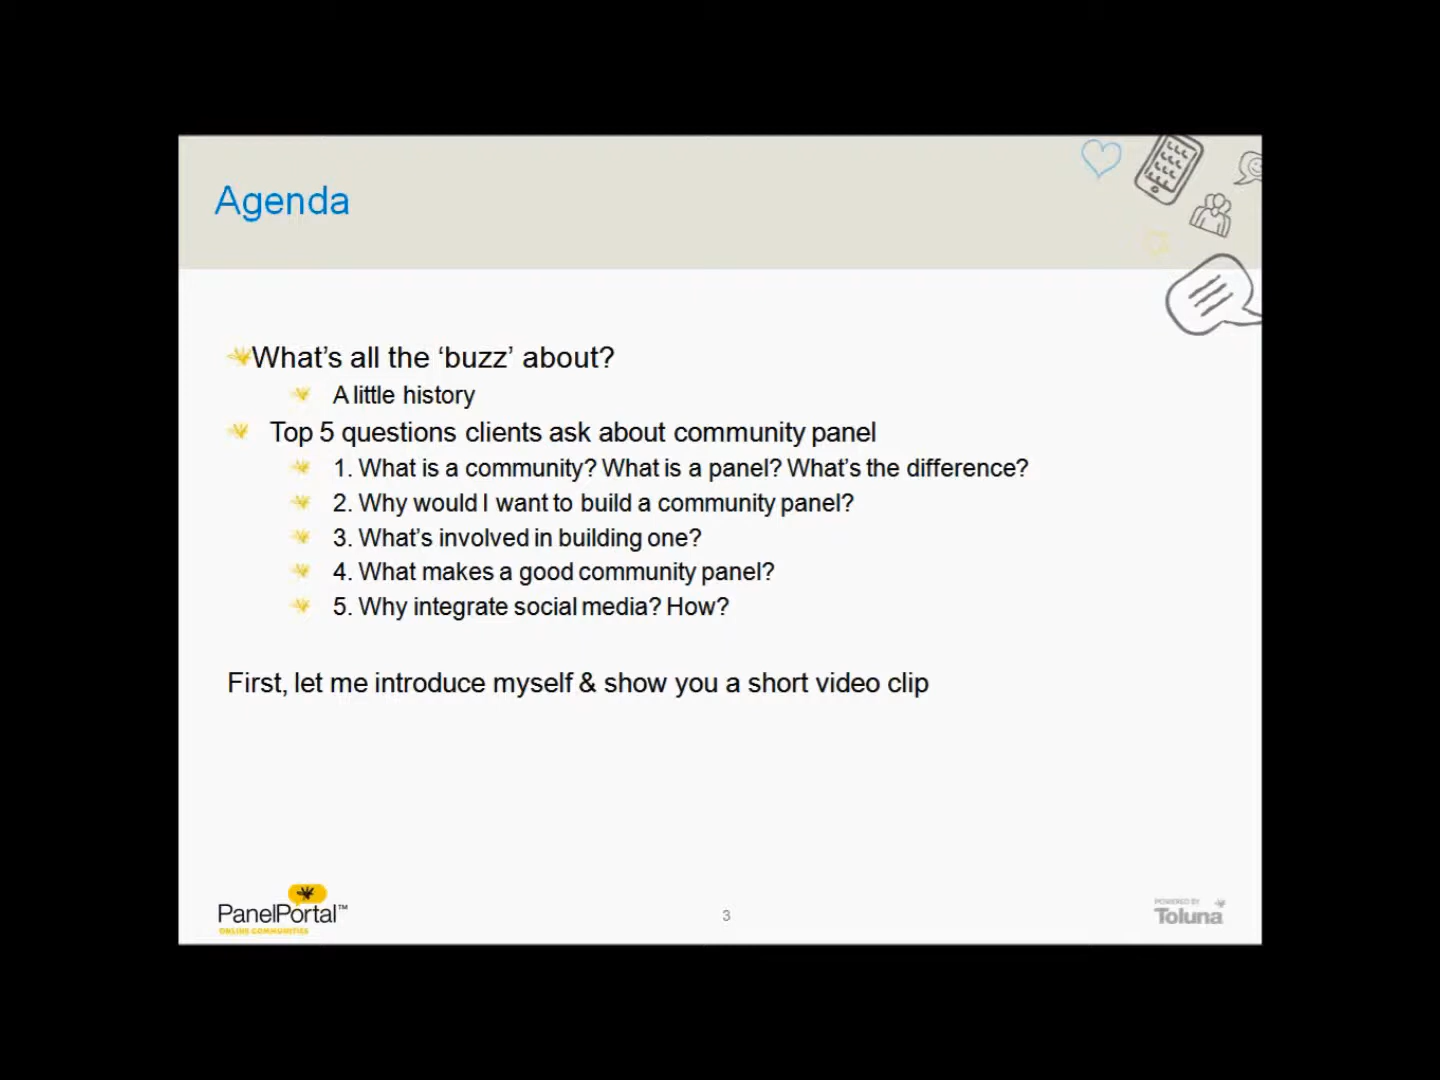 Agenda
What's all the ‘buzz’ about?
A little history
Top 5 questions clients ask about community panel
1. What is a community? What is a panel? What's the difference?
2. Why would I want to build a community panel?
3. What's involved in building one?
4. What makes a good community panel?
5. Why integrate social media? How?
First, let me introduce myself & show you a short video clip
PanelPortal™
ONLINE COMMUNITIES
3
POWERED BY
Toluna